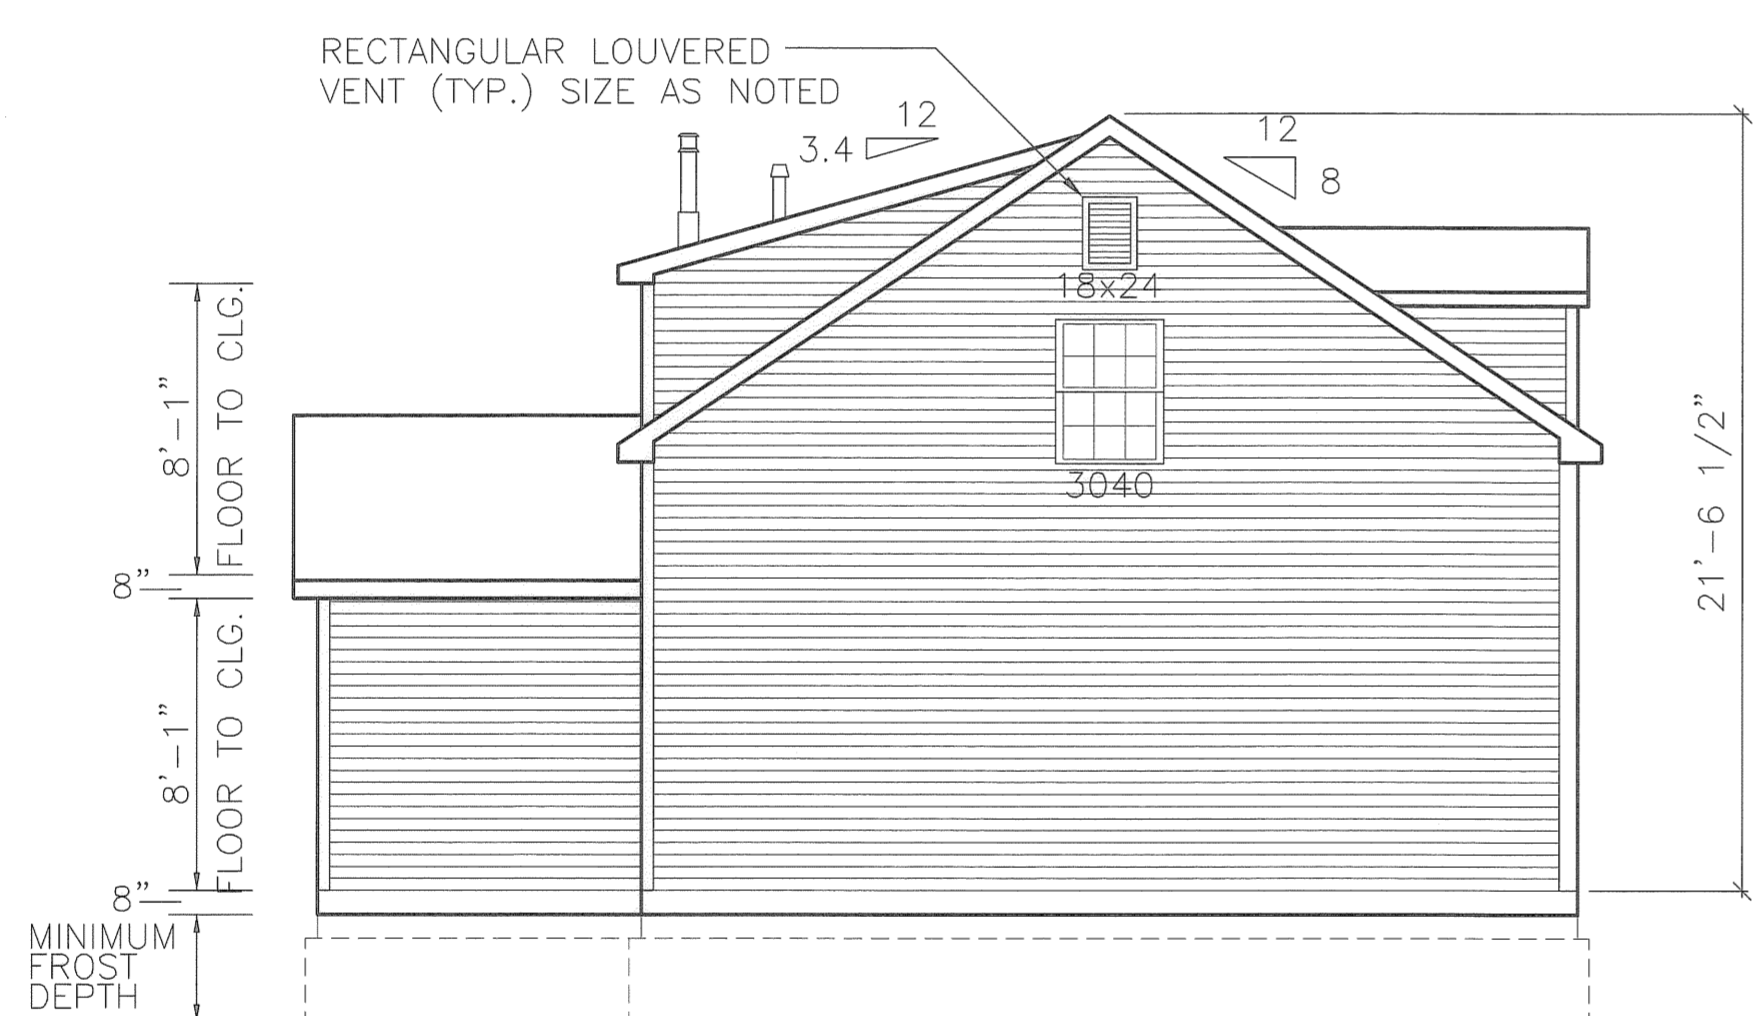 RECTANGULAR LOUVERED
VENT (TYP.) SIZE AS NOTED
12
3.4
12
8
18x24
3040
21'-6 1/2"
8'-1"
FLOOR TO CLG.
8"
8'-1"
FLOOR TO CLG.
8"
MINIMUM
FROST
DEPTH